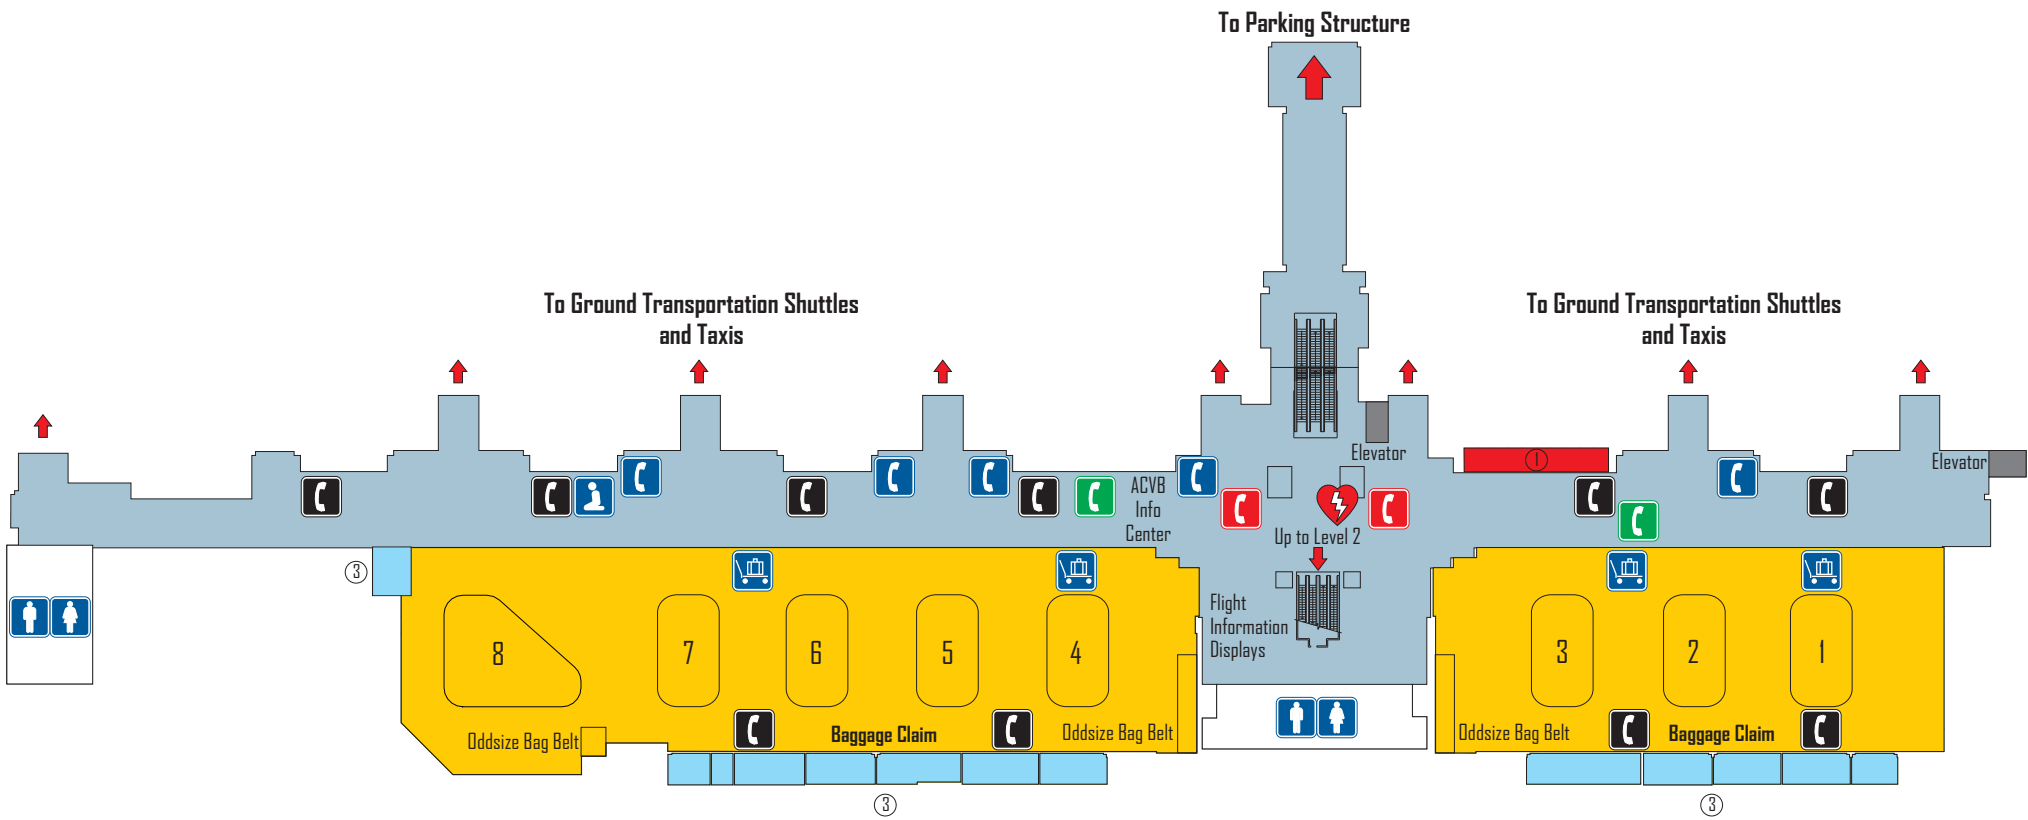 To Parking Structure
To Ground Transportation Shuttles
and Taxis
To Ground Transportation Shuttles
and Taxis
Elevator
1
Elevator
ACVB
Info
Center
Up to Level 2
3
Flight
Information
Displays
8
7
6
5
4
3
2
1
Oddsize Bag Belt
Baggage Claim
Oddsize Bag Belt
Oddsize Bag Belt
Baggage Claim
3
3